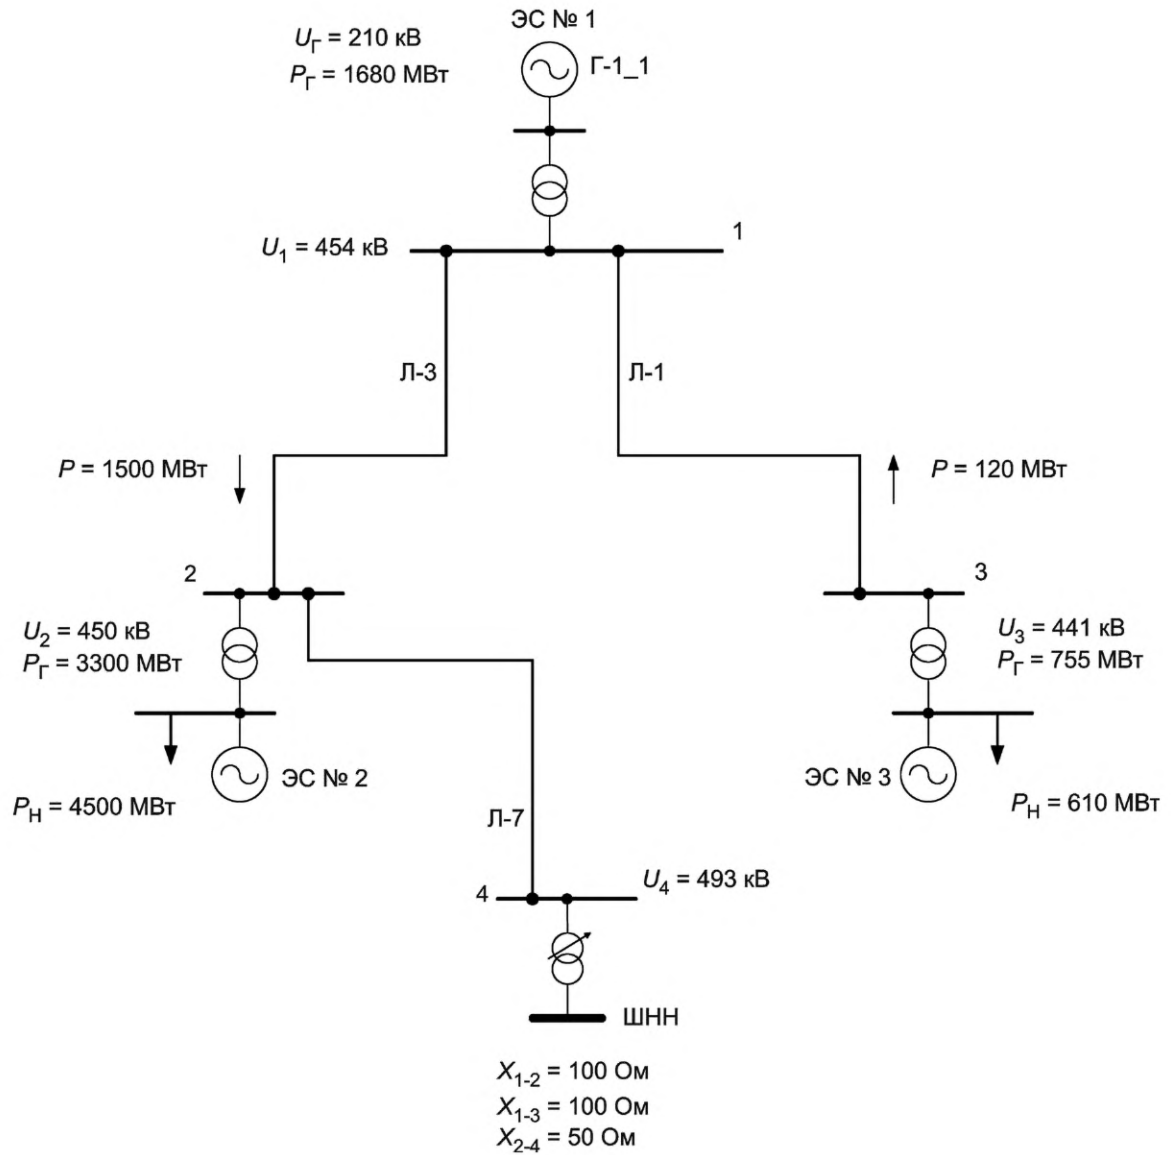 ЭС № 1
U_Г = 210 кВ
P_Г = 1680 МВт
Г-1_1
1
U_1 = 454 кВ
Л-3
Л-1
P = 1500 МВт
P = 120 МВт
2
3
U_2 = 450 кВ
P_Г = 3300 МВт
U_3 = 441 кВ
P_Г = 755 МВт
ЭС № 2
ЭС № 3
P_Н = 4500 МВт
P_Н = 610 МВт
Л-7
4
U_4 = 493 кВ
ШНН
X_1-2 = 100 Ом
X_1-3 = 100 Ом
X_2-4 = 50 Ом